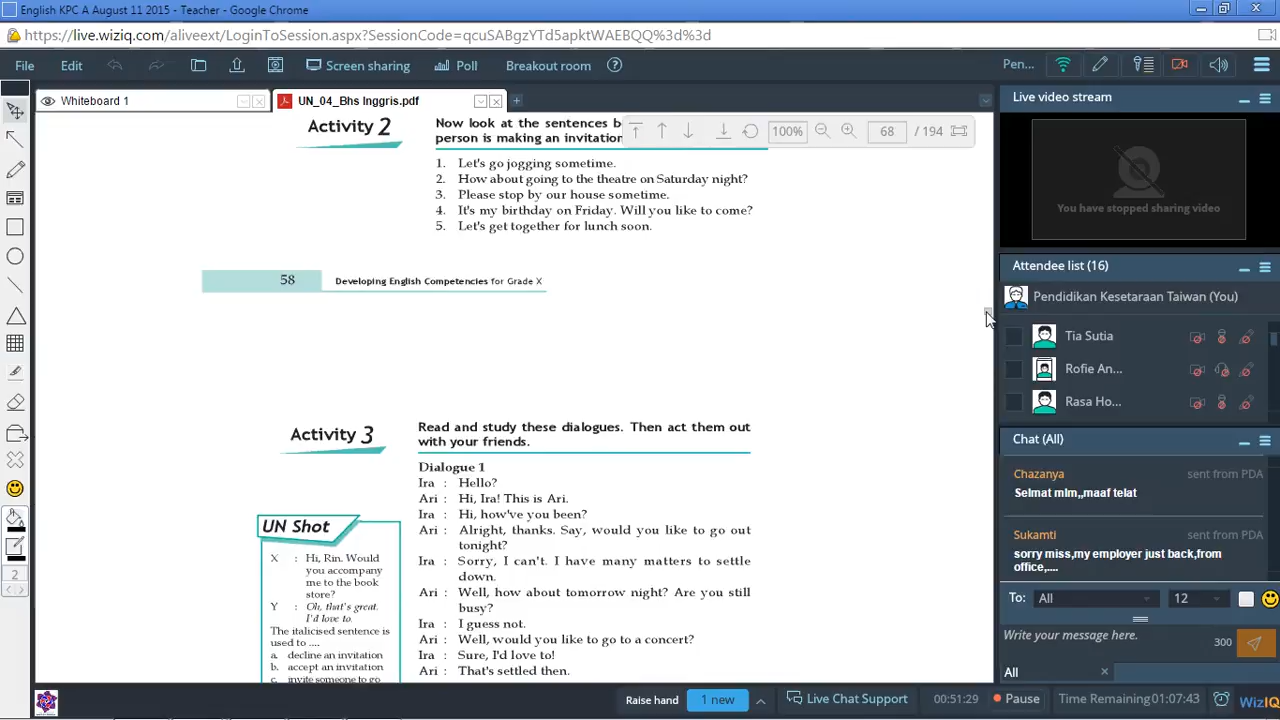 English KPC A August 11 2015 - Teacher - Google Chrome
https://live.wiziq.com/aliveext/LoginToSession.aspx?SessionCode=qcuSABgzYTd5apktWAEBQQ%3d%3d
File Edit Screen sharing Poll Breakout room Pen...
Whiteboard 1 UN_04_Bhs Inggris.pdf
100% 68 / 194
Activity 2
Now look at the sentences b
person is making an invitation
1. Let's go jogging sometime.
2. How about going to the theatre on Saturday night?
3. Please stop by our house sometime.
4. It's my birthday on Friday. Will you like to come?
5. Let's get together for lunch soon.
58 Developing English Competencies for Grade X
Activity 3
Read and study these dialogues. Then act them out
with your friends.
Dialogue 1
Ira : Hello?
Ari : Hi, Ira! This is Ari.
Ira : Hi, how've you been?
Ari : Alright, thanks. Say, would you like to go out
tonight?
Ira : Sorry, I can't. I have many matters to settle
down.
Ari : Well, how about tomorrow night? Are you still
busy?
Ira : I guess not.
Ari : Well, would you like to go to a concert?
Ira : Sure, I'd love to!
Ari : That's settled then.
UN Shot
X : Hi, Rin. Would
you accompany
me to the book
store?
Y : Oh, that's great.
I'd love to.
The italicised sentence is
used to ....
a. decline an invitation
b. accept an invitation
c. invite someone to go
Live video stream
You have stopped sharing video
Attendee list (16)
Pendidikan Kesetaraan Taiwan (You)
Tia Sutia
Rofie An...
Rasa Ho...
Chat (All)
Chazanya sent from PDA
Selmat mlm,,maaf telat
Sukamti sent from PDA
sorry miss,my employer just back,from
office,....
To: All 12
Write your message here. 300
All
2
Raise hand 1 new Live Chat Support 00:51:29 Pause Time Remaining 01:07:43 WizIQ